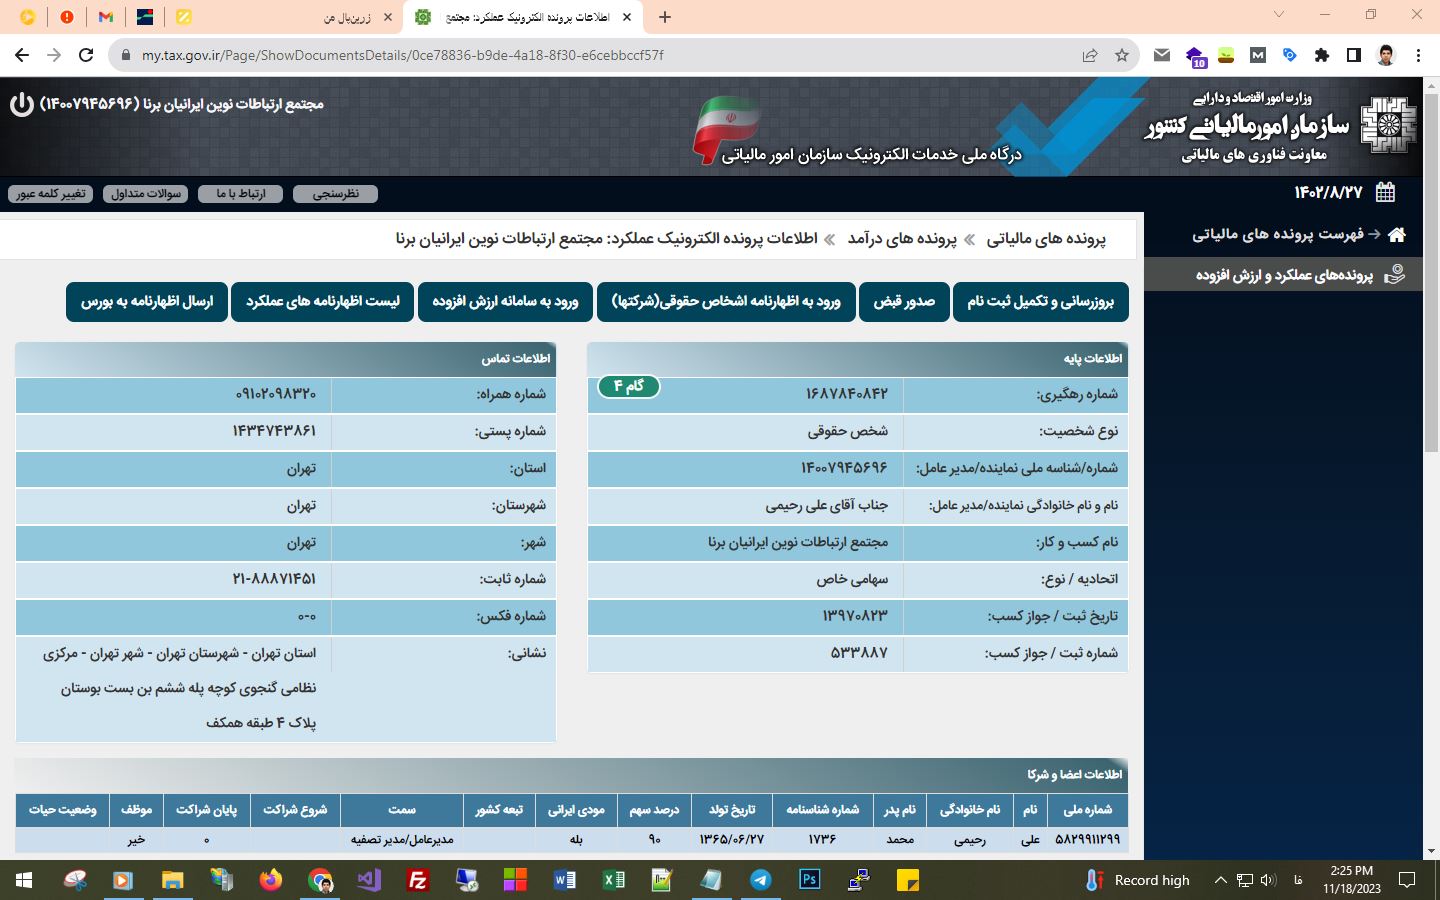 زرین‌بال من
اطلاعات پرونده الکترونیک عملکرد: مجتمع
my.tax.gov.ir/Page/ShowDocumentsDetails/0ce78836-b9de-4a18-8f30-e6cebbccf57f
10
وزارت امور اقتصاد و دارایی
سازمان امور مالیاتی کشور
معاونت فناوری های مالیاتی
درگاه ملی خدمات الکترونیک سازمان امور مالیاتی
مجتمع ارتباطات نوین ایرانیان برنا (۱۴۰۰۷۹۴۵۶۹۶)
۱۴۰۲/۸/۲۷
نظرسنجی
ارتباط با ما
سوالات متداول
تغییر کلمه عبور
فهرست پرونده های مالیاتی
پرونده‌های عملکرد و ارزش افزوده
پرونده های مالیاتی » پرونده های درآمد » اطلاعات پرونده الکترونیک عملکرد: مجتمع ارتباطات نوین ایرانیان برنا
بروزرسانی و تکمیل ثبت نام
صدور قبض
ورود به اظهارنامه اشخاص حقوقی(شرکتها)
ورود به سامانه ارزش افزوده
لیست اظهارنامه های عملکرد
ارسال اظهارنامه به بورس
اطلاعات پایه
گام ۴
شماره رهگیری: ۱۶۸۷۸۴۰۸۴۲
نوع شخصیت: شخص حقوقی
شماره/شناسه ملی نماینده/مدیر عامل: ۱۴۰۰۷۹۴۵۶۹۶
نام و نام خانوادگی نماینده/مدیر عامل: جناب آقای علی رحیمی
نام کسب و کار: مجتمع ارتباطات نوین ایرانیان برنا
اتحادیه / نوع: سهامی خاص
تاریخ ثبت / جواز کسب: ۱۳۹۷۰۸۲۳
شماره ثبت / جواز کسب: ۵۳۳۸۸۷
اطلاعات تماس
شماره همراه: ۰۹۱۰۲۰۹۸۳۲۰
شماره پستی: ۱۴۳۴۷۴۳۸۶۱
استان: تهران
شهرستان: تهران
شهر: تهران
شماره ثابت: ۲۱-۸۸۸۷۱۴۵۱
شماره فکس: ۰-۰
نشانی: استان تهران - شهرستان تهران - شهر تهران - مرکزی
نظامی گنجوی کوچه پله ششم بن بست بوستان
پلاک ۴ طبقه همکف
اطلاعات اعضا و شرکا
شماره ملی نام نام خانوادگی نام پدر شماره شناسنامه تاریخ تولد درصد سهم مودی ایرانی تبعه کشور سمت شروع شراکت پایان شراکت موظف وضعیت حیات
۵۸۲۹۹۱۱۲۹۹ علی رحیمی محمد ۱۷۳۶ ۱۳۶۵/۰۶/۲۷ ۹۰ بله مدیرعامل/مدیر تصفیه ۰ خیر
Record high
فا
2:25 PM
11/18/2023